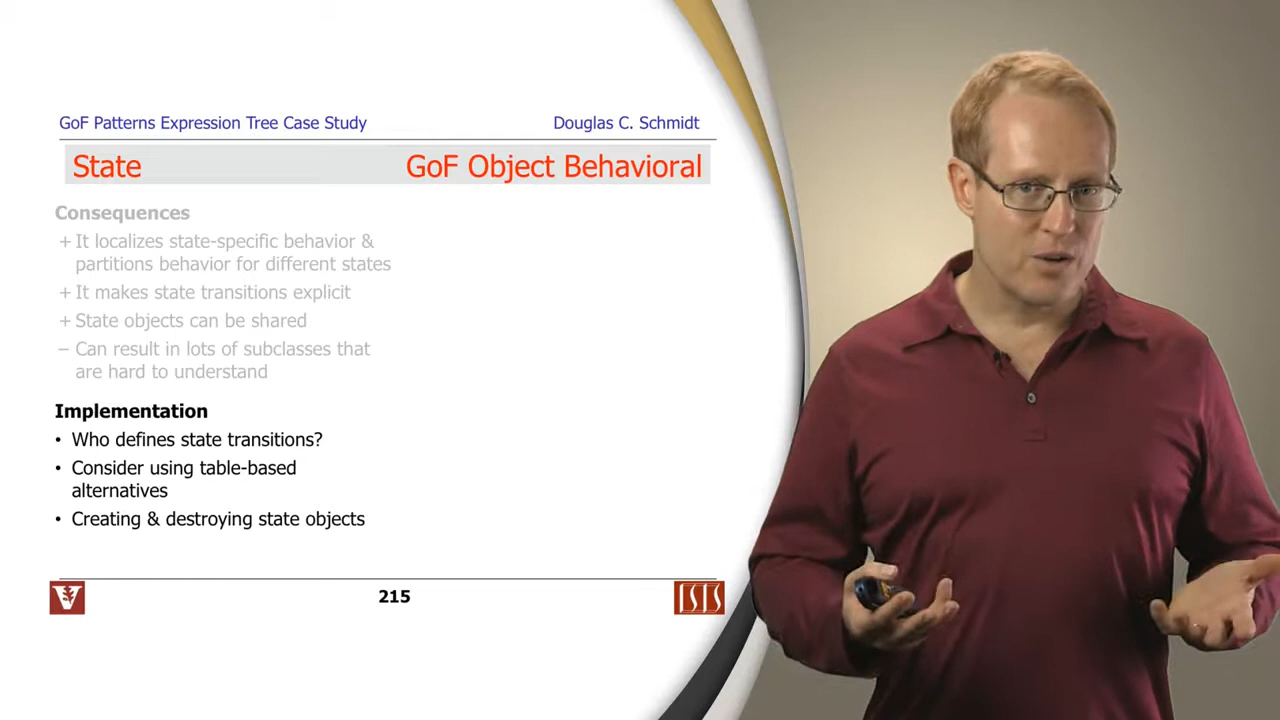 GoF Patterns Expression Tree Case Study
Douglas C. Schmidt
State
GoF Object Behavioral
Consequences
+ It localizes state-specific behavior &
partitions behavior for different states
+ It makes state transitions explicit
+ State objects can be shared
– Can result in lots of subclasses that
are hard to understand
Implementation
• Who defines state transitions?
• Consider using table-based
alternatives
• Creating & destroying state objects
V
215
ISIS